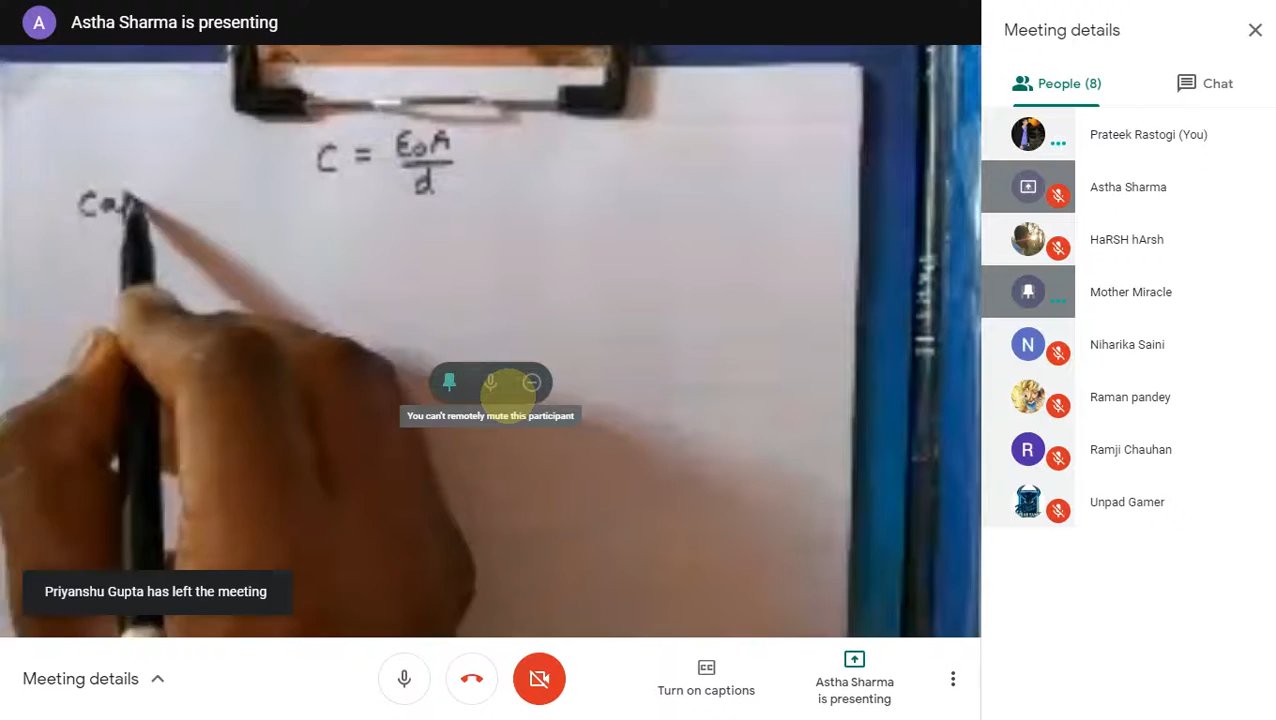 A Astha Sharma is presenting
C = ε₀A/d
Cap
You can't remotely mute this participant
Priyanshu Gupta has left the meeting
Meeting details
CC
Turn on captions
Astha Sharma
is presenting
Meeting details
People (8)
Chat
Prateek Rastogi (You)
Astha Sharma
HaRSH hArsh
Mother Miracle
N Niharika Saini
Raman pandey
R Ramji Chauhan
Unpad Gamer